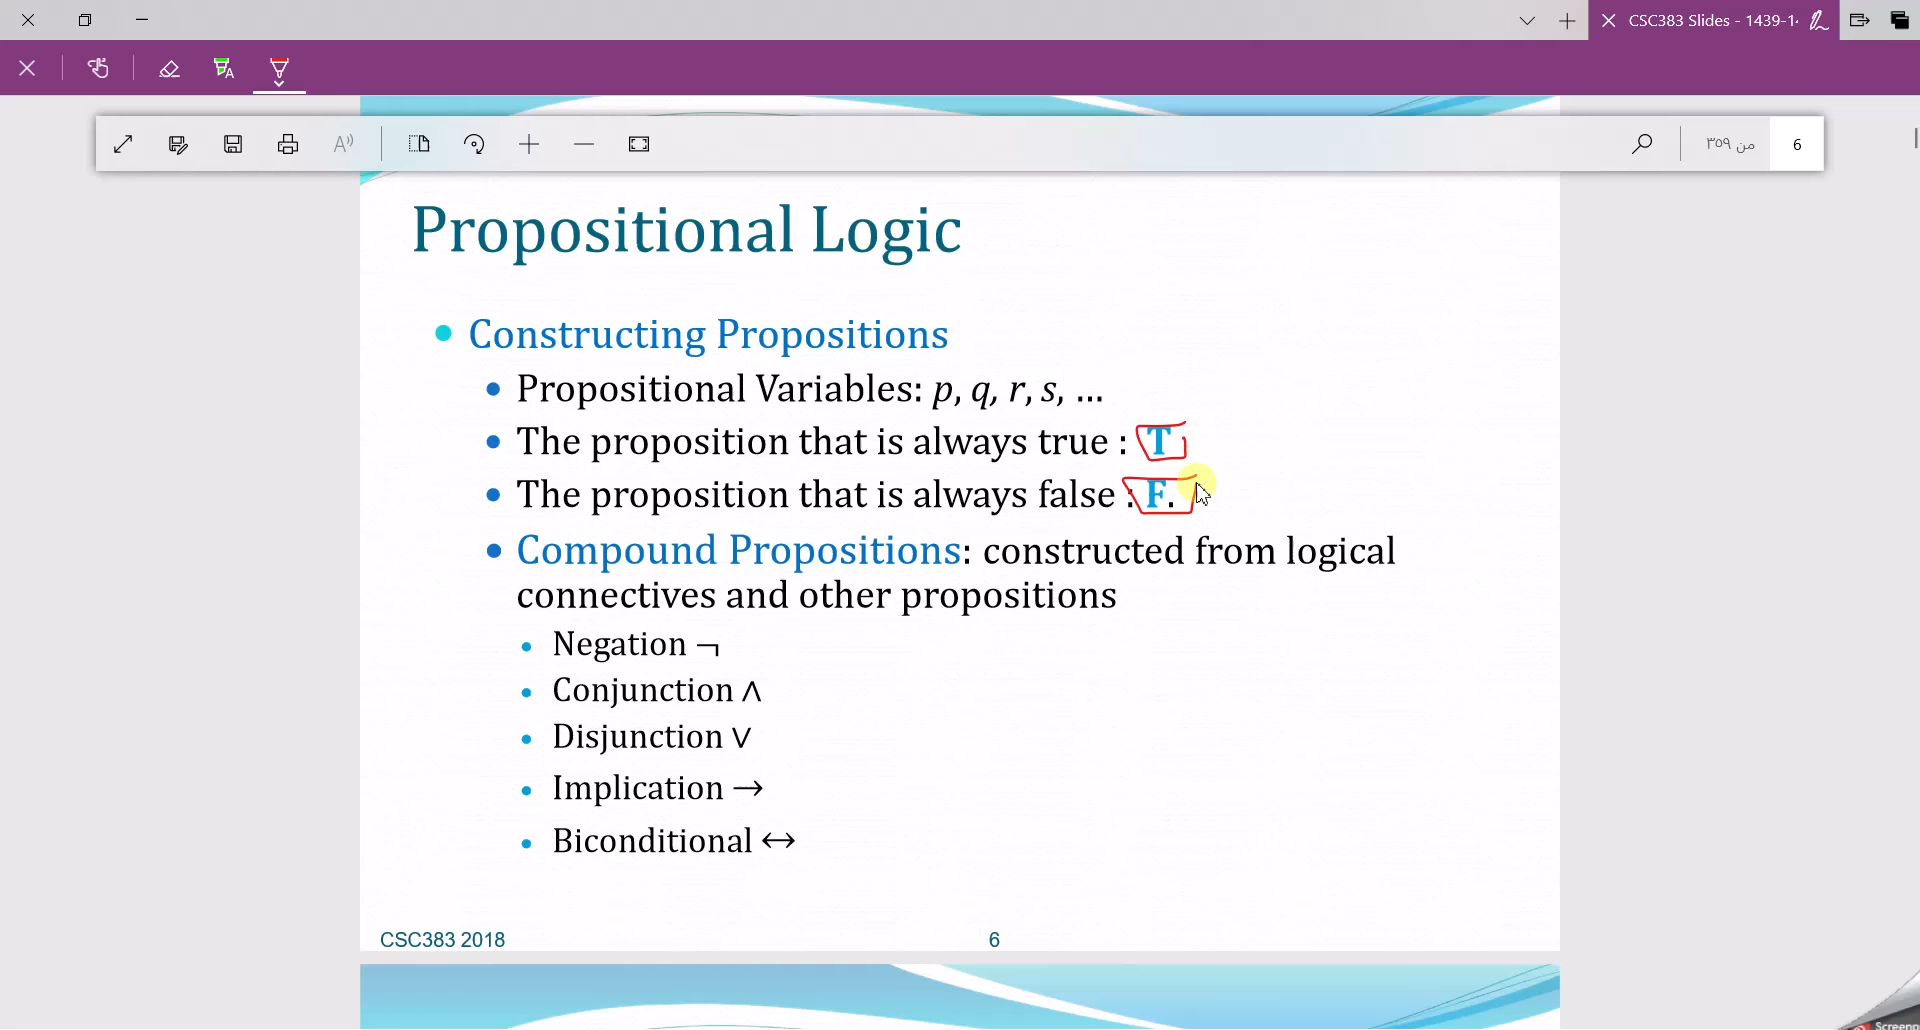 CSC383 Slides - 1439-1
6
من ٣٥٩
Propositional Logic
Constructing Propositions
Propositional Variables: p, q, r, s, …
The proposition that is always true : T
The proposition that is always false : F.
Compound Propositions: constructed from logical
connectives and other propositions
Negation ¬
Conjunction ∧
Disjunction ∨
Implication →
Biconditional ↔
CSC383 2018
6